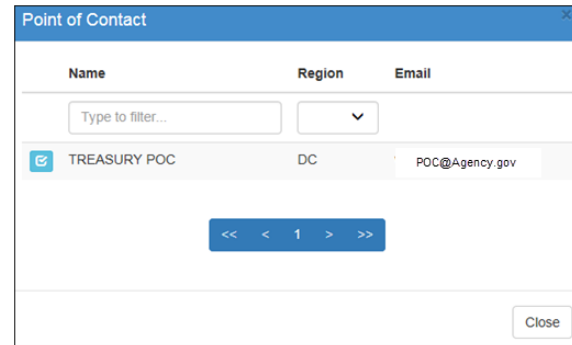 Point of Contact ×
Name Region Email
Type to filter...
TREASURY POC DC POC@Agency.gov
<< < 1 > >>
Close